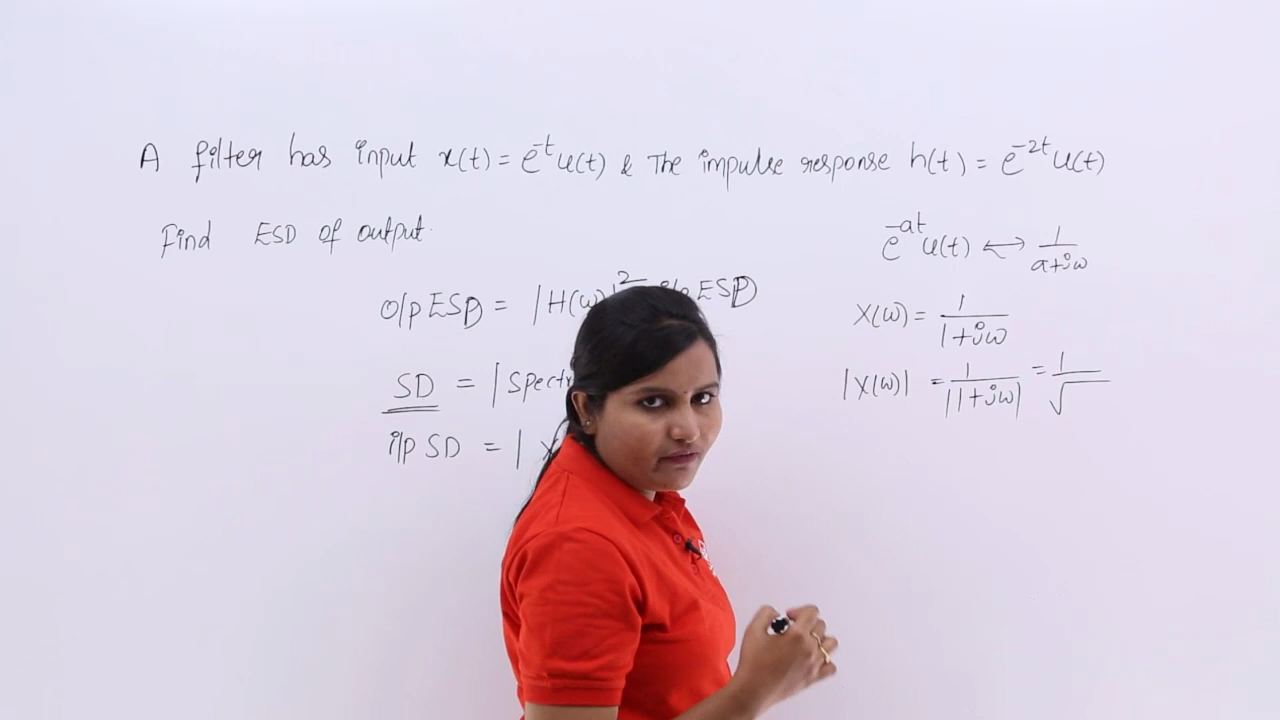 A filter has input x(t) = e^{-t} u(t) & The impulse response h(t) = e^{-2t} u(t)
Find ESD of output.
o/p ESD = |H(ω)|^2 i/p ESD
SD = |Spectr
i/p SD = | X
e^{-at} u(t) ↔ 1/(a+jω)
X(ω) = 1/(1+jω)
|X(ω)| = 1/|1+jω| = 1/√